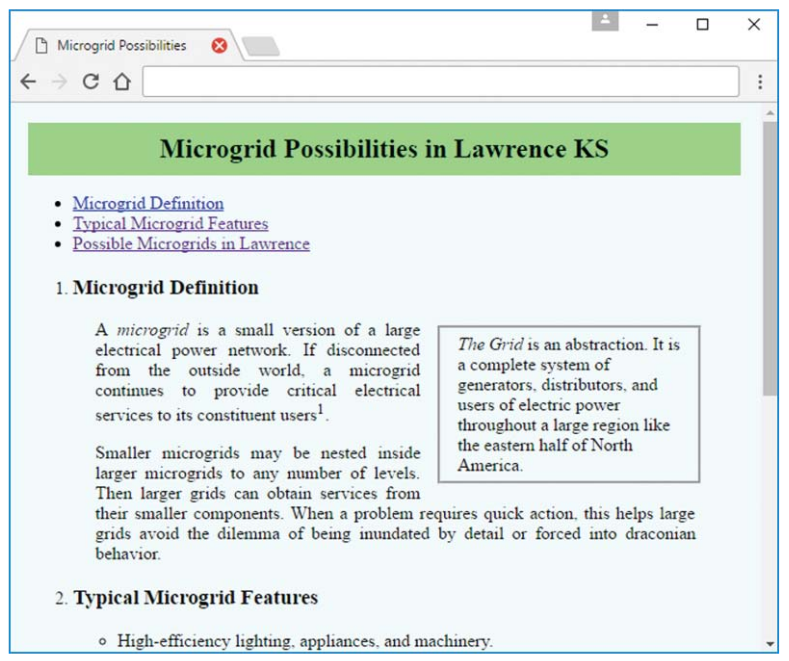 Microgrid Possibilities
Microgrid Possibilities in Lawrence KS
• Microgrid Definition
• Typical Microgrid Features
• Possible Microgrids in Lawrence
1. Microgrid Definition
A microgrid is a small version of a large
electrical power network. If disconnected
from the outside world, a microgrid
continues to provide critical electrical
services to its constituent users¹.
The Grid is an abstraction. It is
a complete system of
generators, distributors, and
users of electric power
throughout a large region like
the eastern half of North
America.
Smaller microgrids may be nested inside
larger microgrids to any number of levels.
Then larger grids can obtain services from
their smaller components. When a problem requires quick action, this helps large
grids avoid the dilemma of being inundated by detail or forced into draconian
behavior.
2. Typical Microgrid Features
◦ High-efficiency lighting, appliances, and machinery.